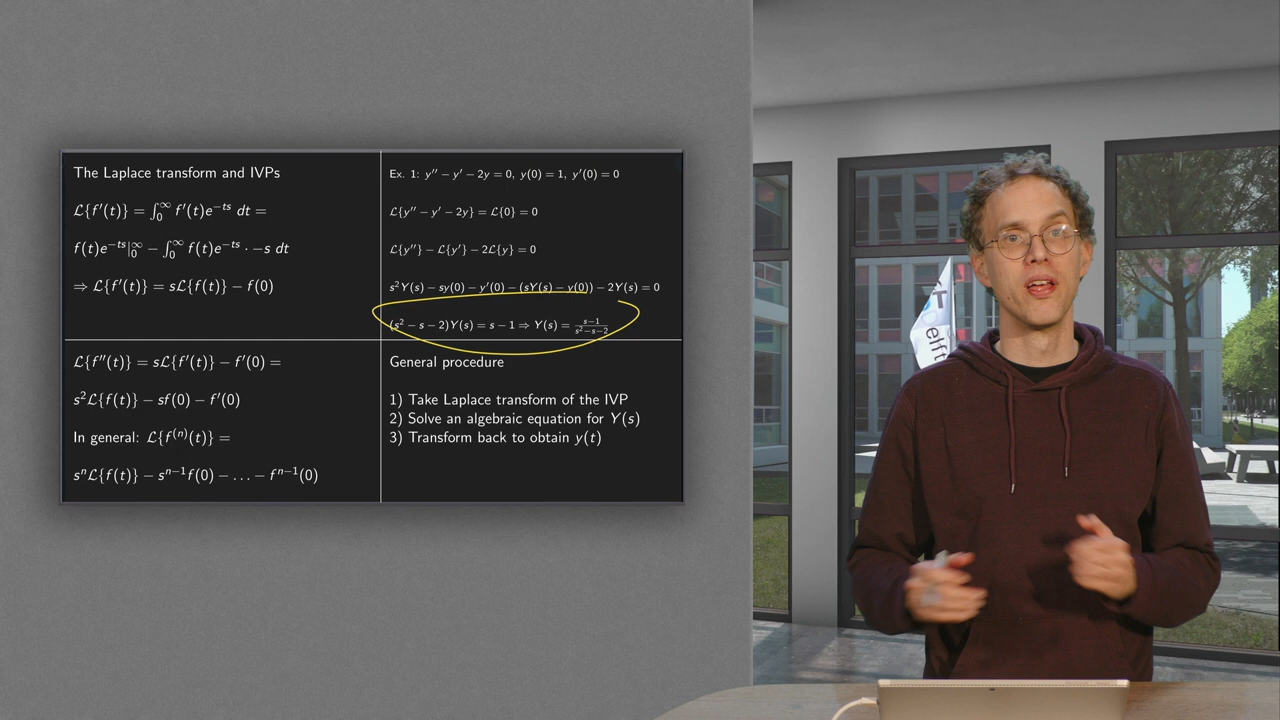 The Laplace transform and IVPs
ℒ{f′(t)} = ∫₀^∞ f′(t)e^{−ts} dt =
f(t)e^{−ts}|₀^∞ − ∫₀^∞ f(t)e^{−ts} · −s dt
⇒ ℒ{f′(t)} = sℒ{f(t)} − f(0)
Ex. 1: y″ − y′ − 2y = 0, y(0) = 1, y′(0) = 0
ℒ{y″ − y′ − 2y} = ℒ{0} = 0
ℒ{y″} − ℒ{y′} − 2ℒ{y} = 0
s²Y(s) − sy(0) − y′(0) − (sY(s) − y(0)) − 2Y(s) = 0
(s² − s − 2)Y(s) = s − 1 ⇒ Y(s) = (s−1)/(s²−s−2)
ℒ{f″(t)} = sℒ{f′(t)} − f′(0) =
s²ℒ{f(t)} − sf(0) − f′(0)
In general: ℒ{f^{(n)}(t)} =
sⁿℒ{f(t)} − s^{n−1}f(0) − … − f^{n−1}(0)
General procedure
1) Take Laplace transform of the IVP
2) Solve an algebraic equation for Y(s)
3) Transform back to obtain y(t)
elft